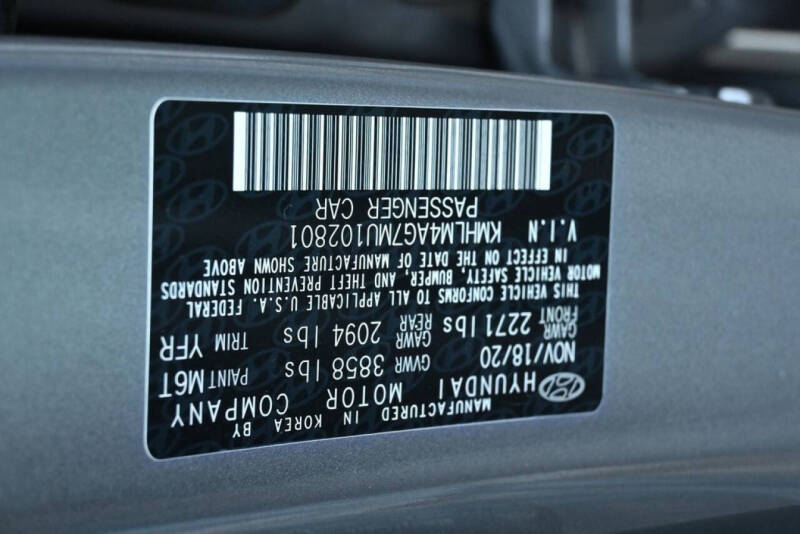 MANUFACTURED IN KOREA BY
HYUNDAI MOTOR COMPANY
NOV/18/20 GVWR 3858 lbs PAINT M6T
GAWR FRONT 2271 lbs GAWR REAR 2094 lbs TRIM YFR
THIS VEHICLE CONFORMS TO ALL APPLICABLE U.S.A. FEDERAL
MOTOR VEHICLE SAFETY, BUMPER, AND THEFT PREVENTION STANDARDS
IN EFFECT ON THE DATE OF MANUFACTURE SHOWN ABOVE
V.I.N KMHLM4AG7MU102801
PASSENGER CAR